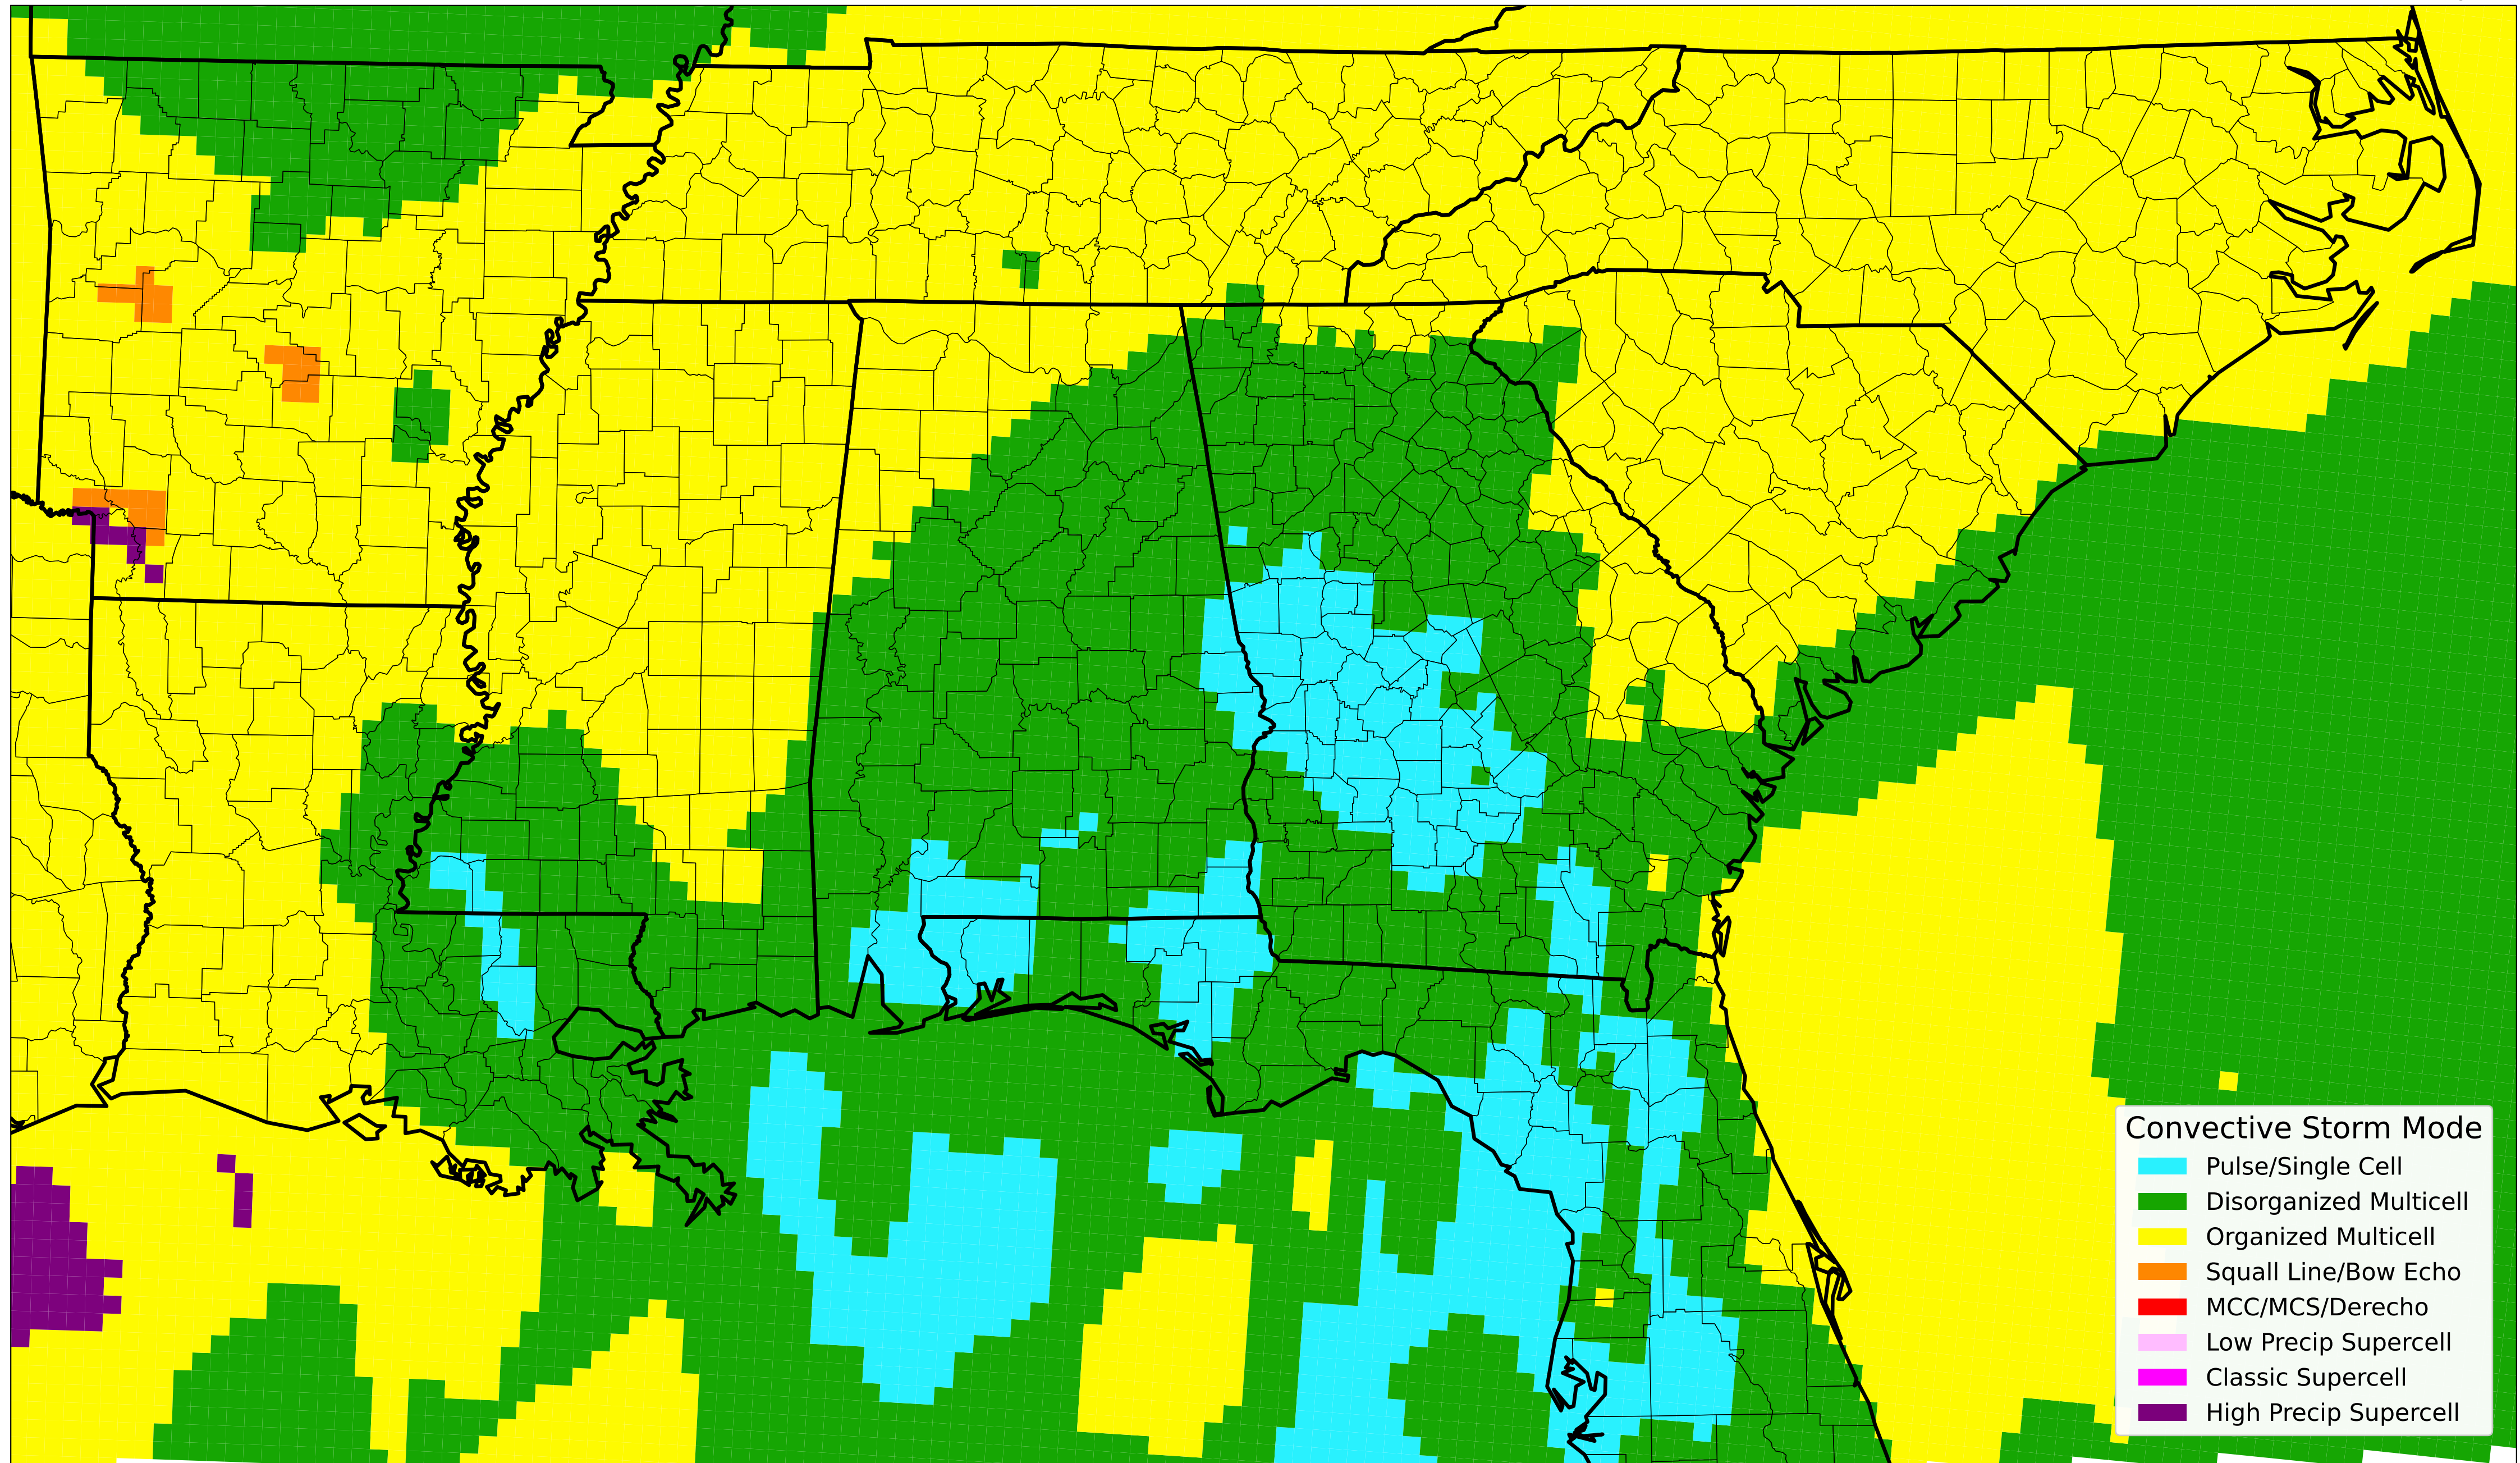 Convective Storm Mode
Pulse/Single Cell
Disorganized Multicell
Organized Multicell
Squall Line/Bow Echo
MCC/MCS/Derecho
Low Precip Supercell
Classic Supercell
High Precip Supercell